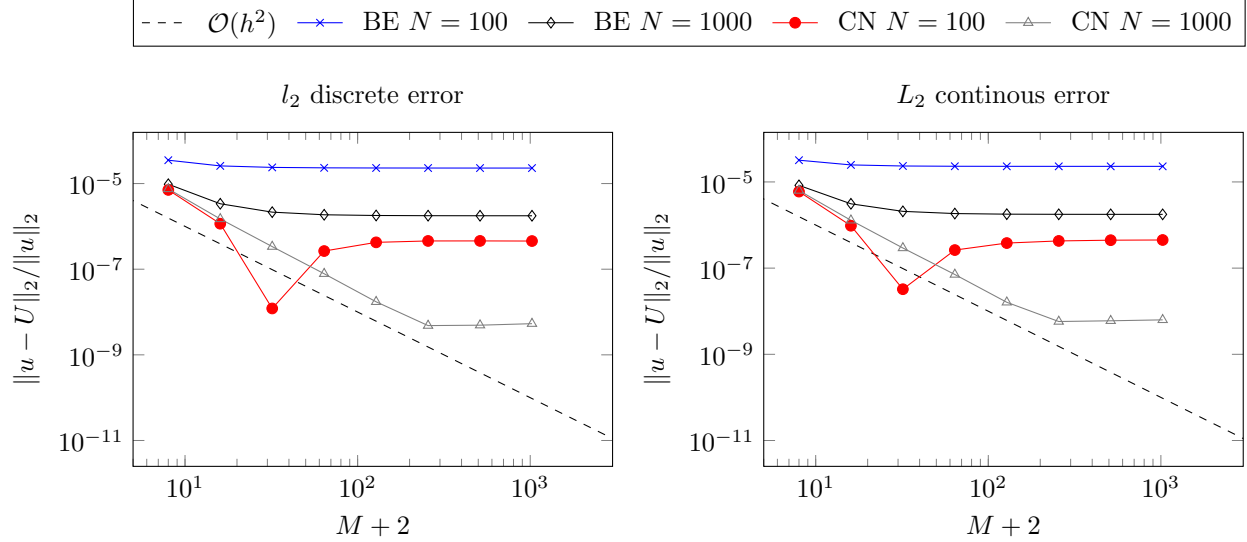 O(h²) BE N = 100 BE N = 1000 CN N = 100 CN N = 1000
l₂ discrete error
‖u − U‖₂/‖u‖₂
10⁻⁵
10⁻⁷
10⁻⁹
10⁻¹¹
10¹ 10² 10³
M + 2
L₂ continous error
‖u − U‖₂/‖u‖₂
10⁻⁵
10⁻⁷
10⁻⁹
10⁻¹¹
10¹ 10² 10³
M + 2